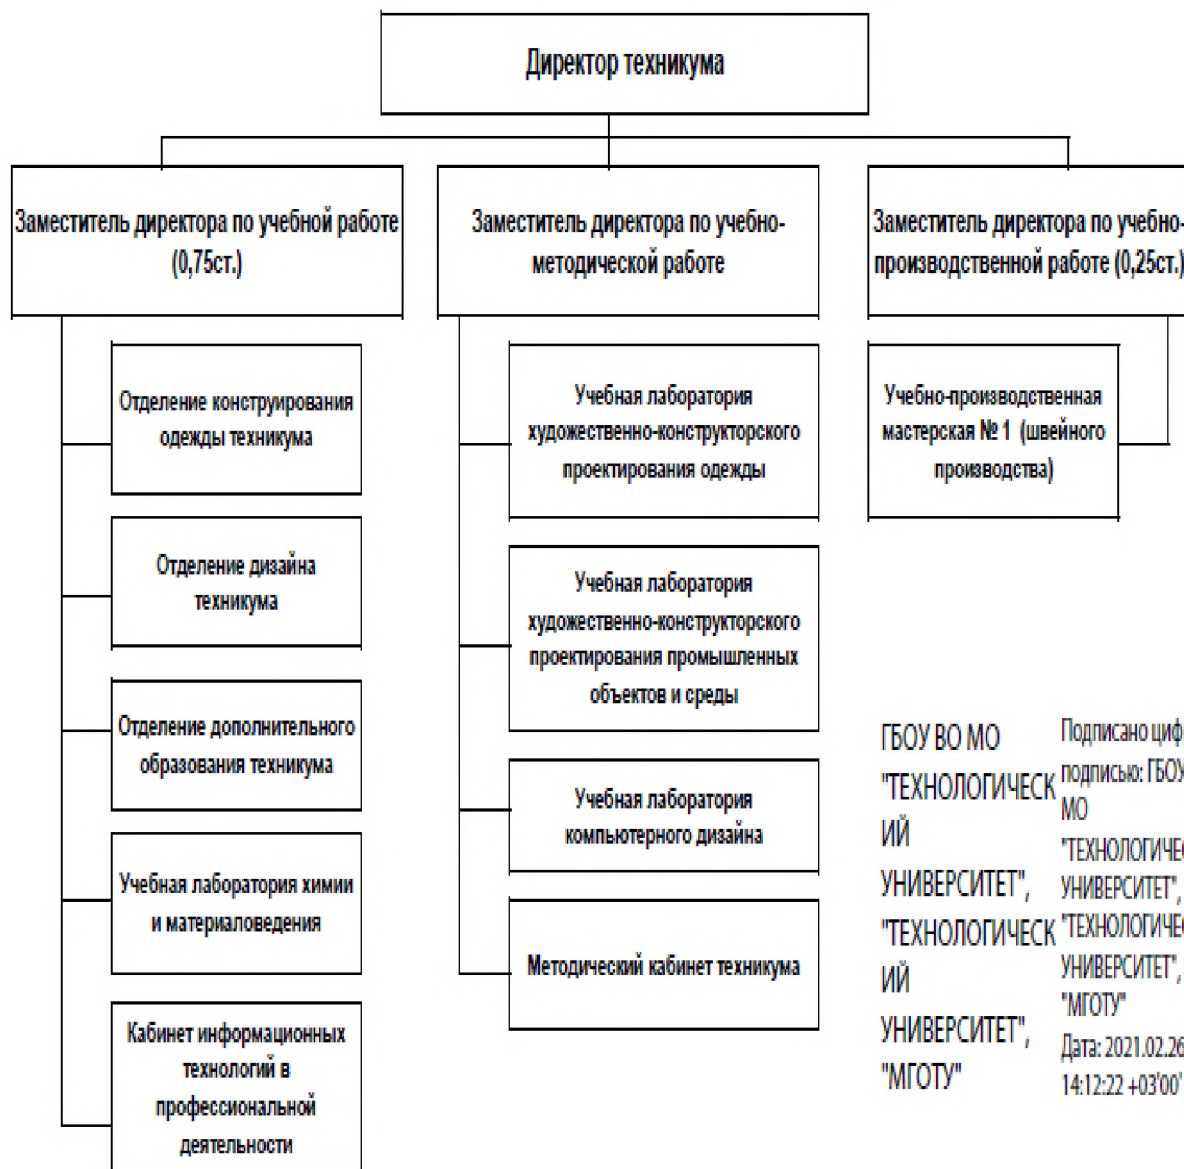 Директор техникума
Заместитель директора по учебной работе
(0,75ст.)
Заместитель директора по учебно-
методической работе
Заместитель директора по учебно-
производственной работе (0,25ст.)
Отделение конструирования
одежды техникума
Отделение дизайна
техникума
Отделение дополнительного
образования техникума
Учебная лаборатория химии
и материаловедения
Кабинет информационных
технологий в
профессиональной
деятельности
Учебная лаборатория
художественно-конструкторского
проектирования одежды
Учебная лаборатория
художественно-конструкторского
проектирования промышленных
объектов и среды
Учебная лаборатория
компьютерного дизайна
Методический кабинет техникума
Учебно-производственная
мастерская № 1 (швейного
производства)
ГБОУ ВО МО
"ТЕХНОЛОГИЧЕСК
ИЙ
УНИВЕРСИТЕТ",
"ТЕХНОЛОГИЧЕСК
ИЙ
УНИВЕРСИТЕТ",
"МГОТУ"
Подписано циф
подписью: ГБОУ
МО
"ТЕХНОЛОГИЧЕС
УНИВЕРСИТЕТ",
"ТЕХНОЛОГИЧЕС
УНИВЕРСИТЕТ",
"МГОТУ"
Дата: 2021.02.26
14:12:22 +03'00'